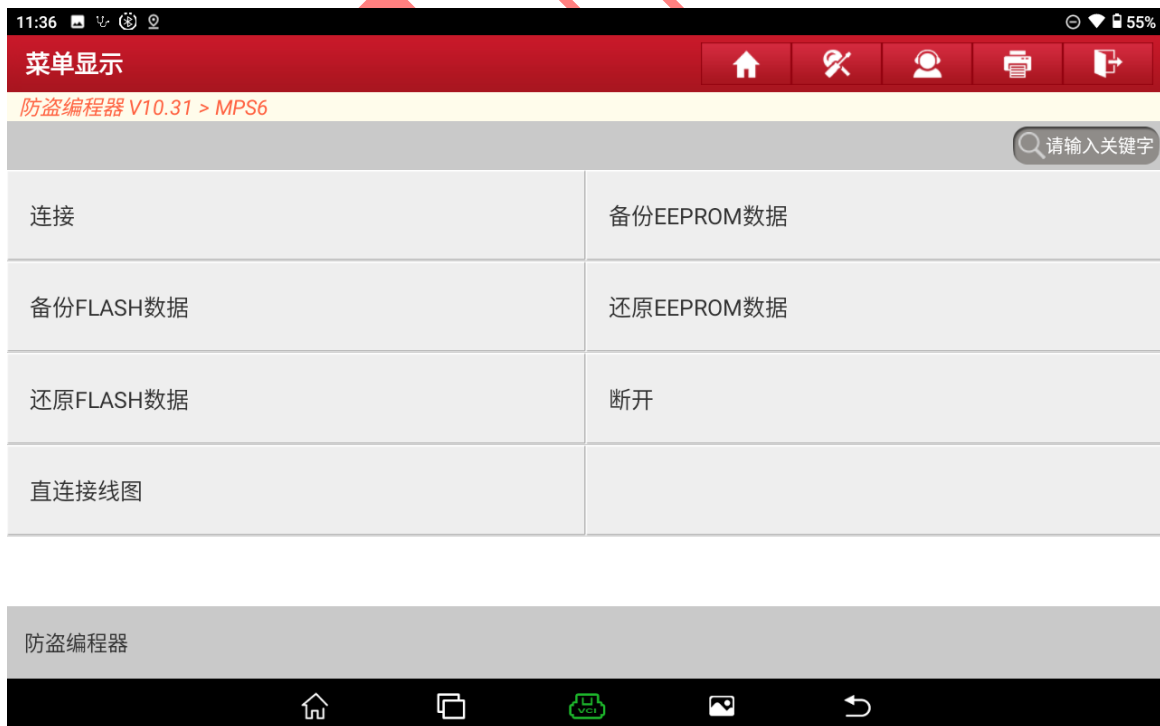 11:36
55%
菜单显示
防盗编程器 V10.31 > MPS6
请输入关键字
连接
备份EEPROM数据
备份FLASH数据
还原EEPROM数据
还原FLASH数据
断开
直连接线图
防盗编程器
VCI